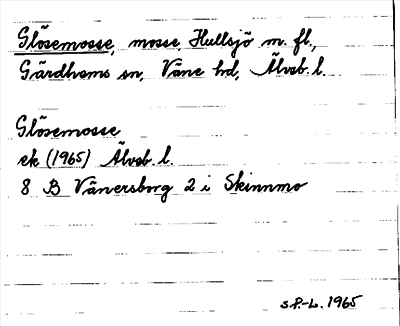 Glösemosse, mosse, Hullsjö m. fl.,
Gärdhems sn, Väne hd, Älvsb. l.
Glösemosse
ek (1965) Älvsb. l.
8 B Vänersborg 2 i Skinnmo
S.P.-L. 1965